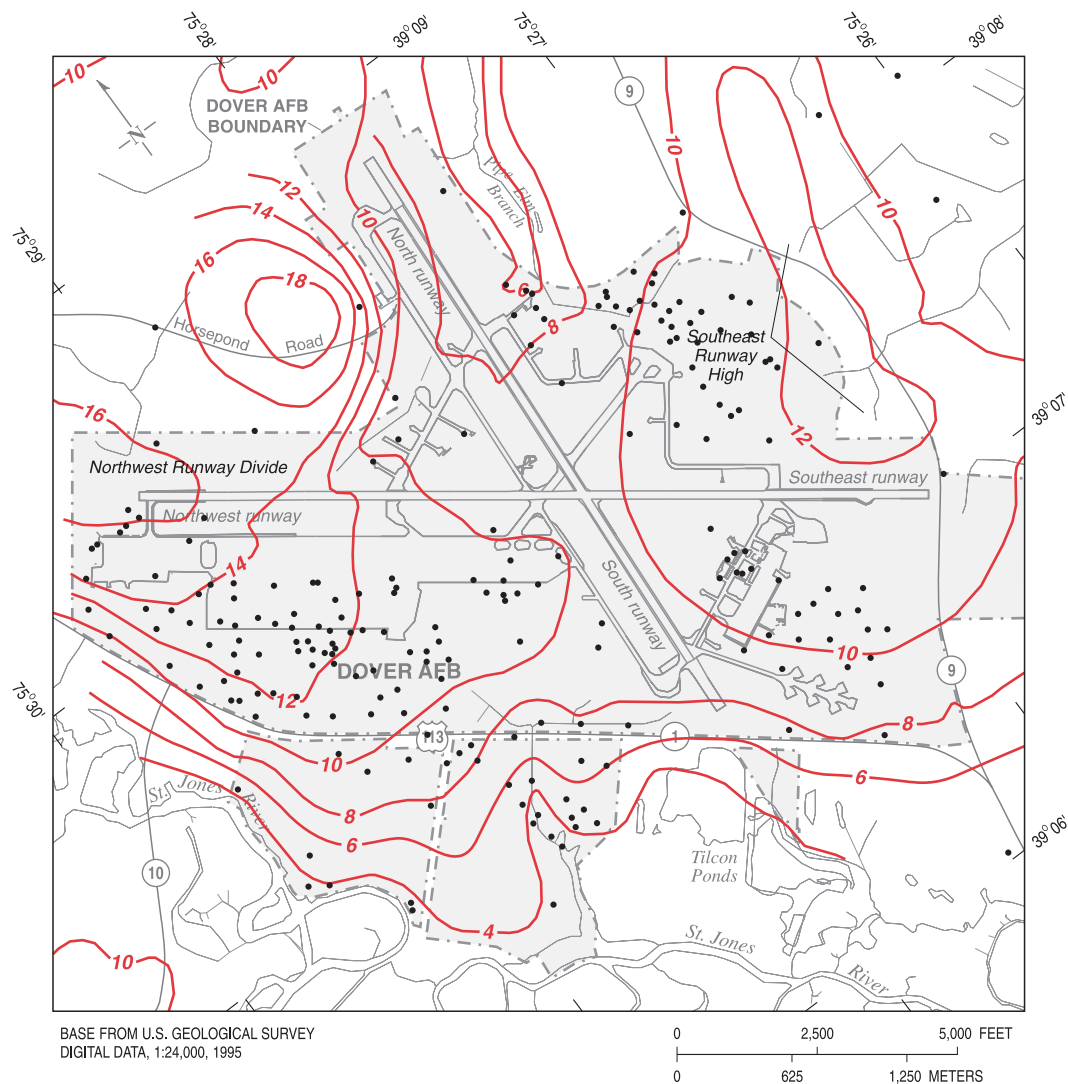 75°28'
39°09'
75°27'
75°26'
39°08'
10
10
9
DOVER AFB
BOUNDARY
10
Pipe Elm
Branch
12
14
10
10
North runway
75°29'
16
18
6
8
Horsepond Road
Southeast
Runway
High
39°07'
16
12
Northwest Runway Divide
Southeast runway
Northwest runway
14
South runway
10
DOVER AFB
9
12
75°30'
8
113
1
10
6
St. Jones
River
8
6
39°06'
Tilcon
Ponds
10
4
St. Jones
River
10
BASE FROM U.S. GEOLOGICAL SURVEY
DIGITAL DATA, 1:24,000, 1995
0 2,500 5,000 FEET
0 625 1,250 METERS
N